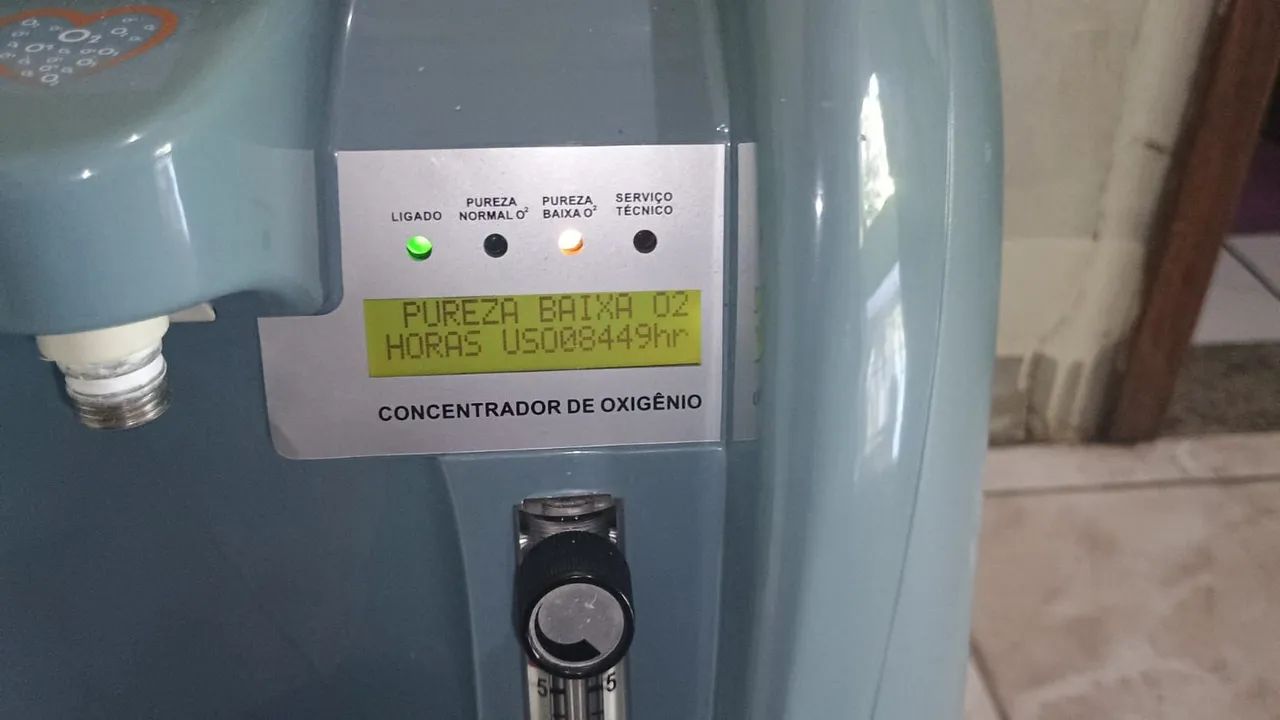 O2
LIGADO
PUREZA NORMAL O²
PUREZA BAIXA O²
SERVIÇO TÉCNICO
PUREZA BAIXA O2
HORAS USO08449hr
CONCENTRADOR DE OXIGÊNIO
5 5